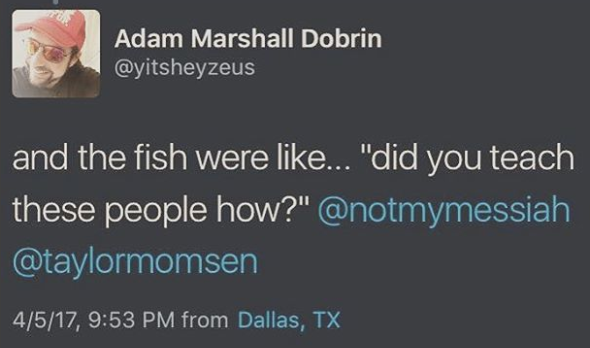 Adam Marshall Dobrin
@yitsheyzeus
and the fish were like... "did you teach
these people how?" @notmymessiah
@taylormomsen
4/5/17, 9:53 PM from Dallas, TX